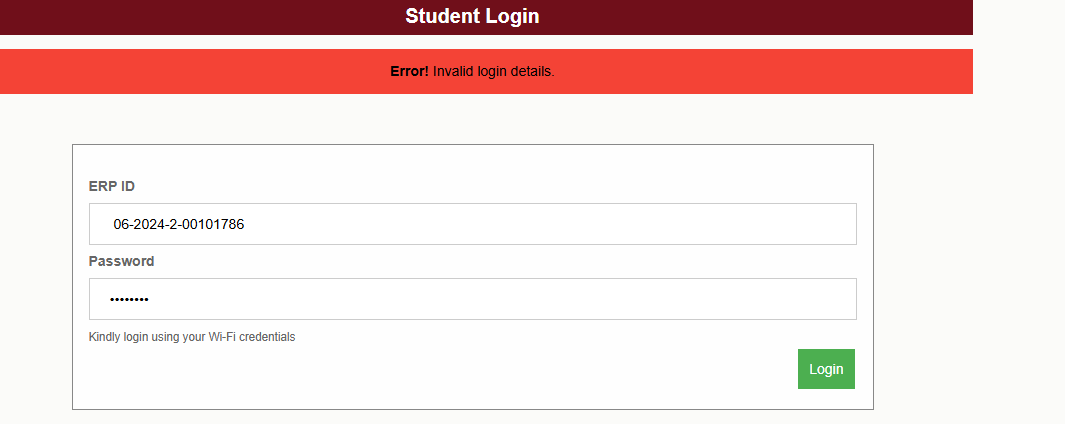 Student Login
Error! Invalid login details.
ERP ID
06-2024-2-00101786
Password
••••••••
Kindly login using your Wi-Fi credentials
Login